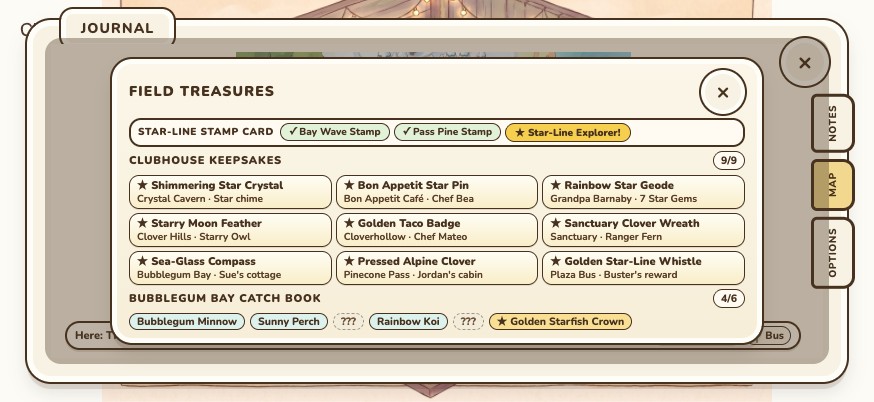 JOURNAL
FIELD TREASURES
×
×
STAR-LINE STAMP CARD ✓ Bay Wave Stamp ✓ Pass Pine Stamp ★ Star-Line Explorer!
CLUBHOUSE KEEPSAKES 9/9
★ Shimmering Star Crystal
Crystal Cavern · Star chime
★ Bon Appetit Star Pin
Bon Appetit Café · Chef Bea
★ Rainbow Star Geode
Grandpa Barnaby · 7 Star Gems
★ Starry Moon Feather
Clover Hills · Starry Owl
★ Golden Taco Badge
Cloverhollow · Chef Mateo
★ Sanctuary Clover Wreath
Sanctuary · Ranger Fern
★ Sea-Glass Compass
Bubblegum Bay · Sue's cottage
★ Pressed Alpine Clover
Pinecone Pass · Jordan's cabin
★ Golden Star-Line Whistle
Plaza Bus · Buster's reward
BUBBLEGUM BAY CATCH BOOK 4/6
Bubblegum Minnow Sunny Perch ??? Rainbow Koi ??? ★ Golden Starfish Crown
Here:
Bus
NOTES
MAP
OPTIONS